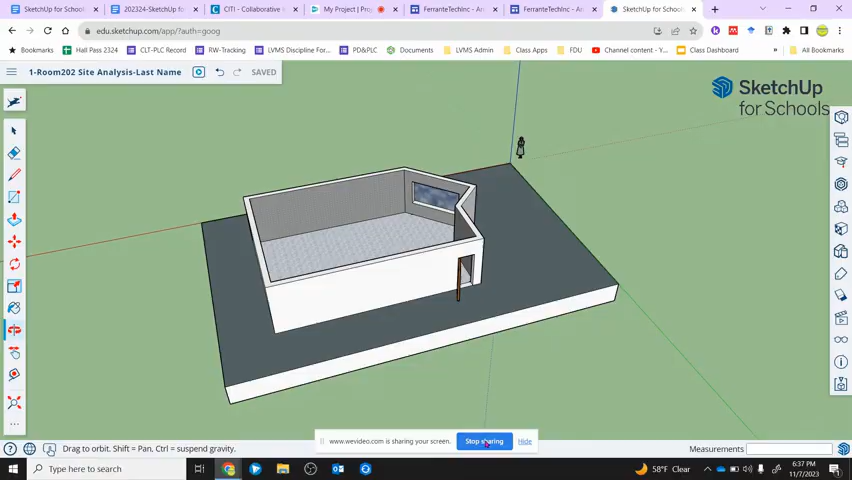 SketchUp for S
202324-SketchUp f
CITI - Collaborative
My Project | Proj
FerranteTechInc - An
FerranteTechInc - An
SketchUp for School
edu.sketchup.com/app/?auth=goog
Bookmarks
Hall Pass 2324
CLT-PLC Record
RW-Tracking
LVMS Discipline For...
PD&PLC
Documents
LVMS Admin
Class Apps
FDU
Channel content - Y...
Class Dashboard
»
All Bookmarks
1-Room202 Site Analysis-Last Name
SAVED
SketchUp
for Schools
www.wevideo.com is sharing your screen.
Stop sharing
Hide
Drag to orbit. Shift = Pan, Ctrl = suspend gravity.
Measurements
Type here to search
58°F Clear
6:37 PM
11/7/2023